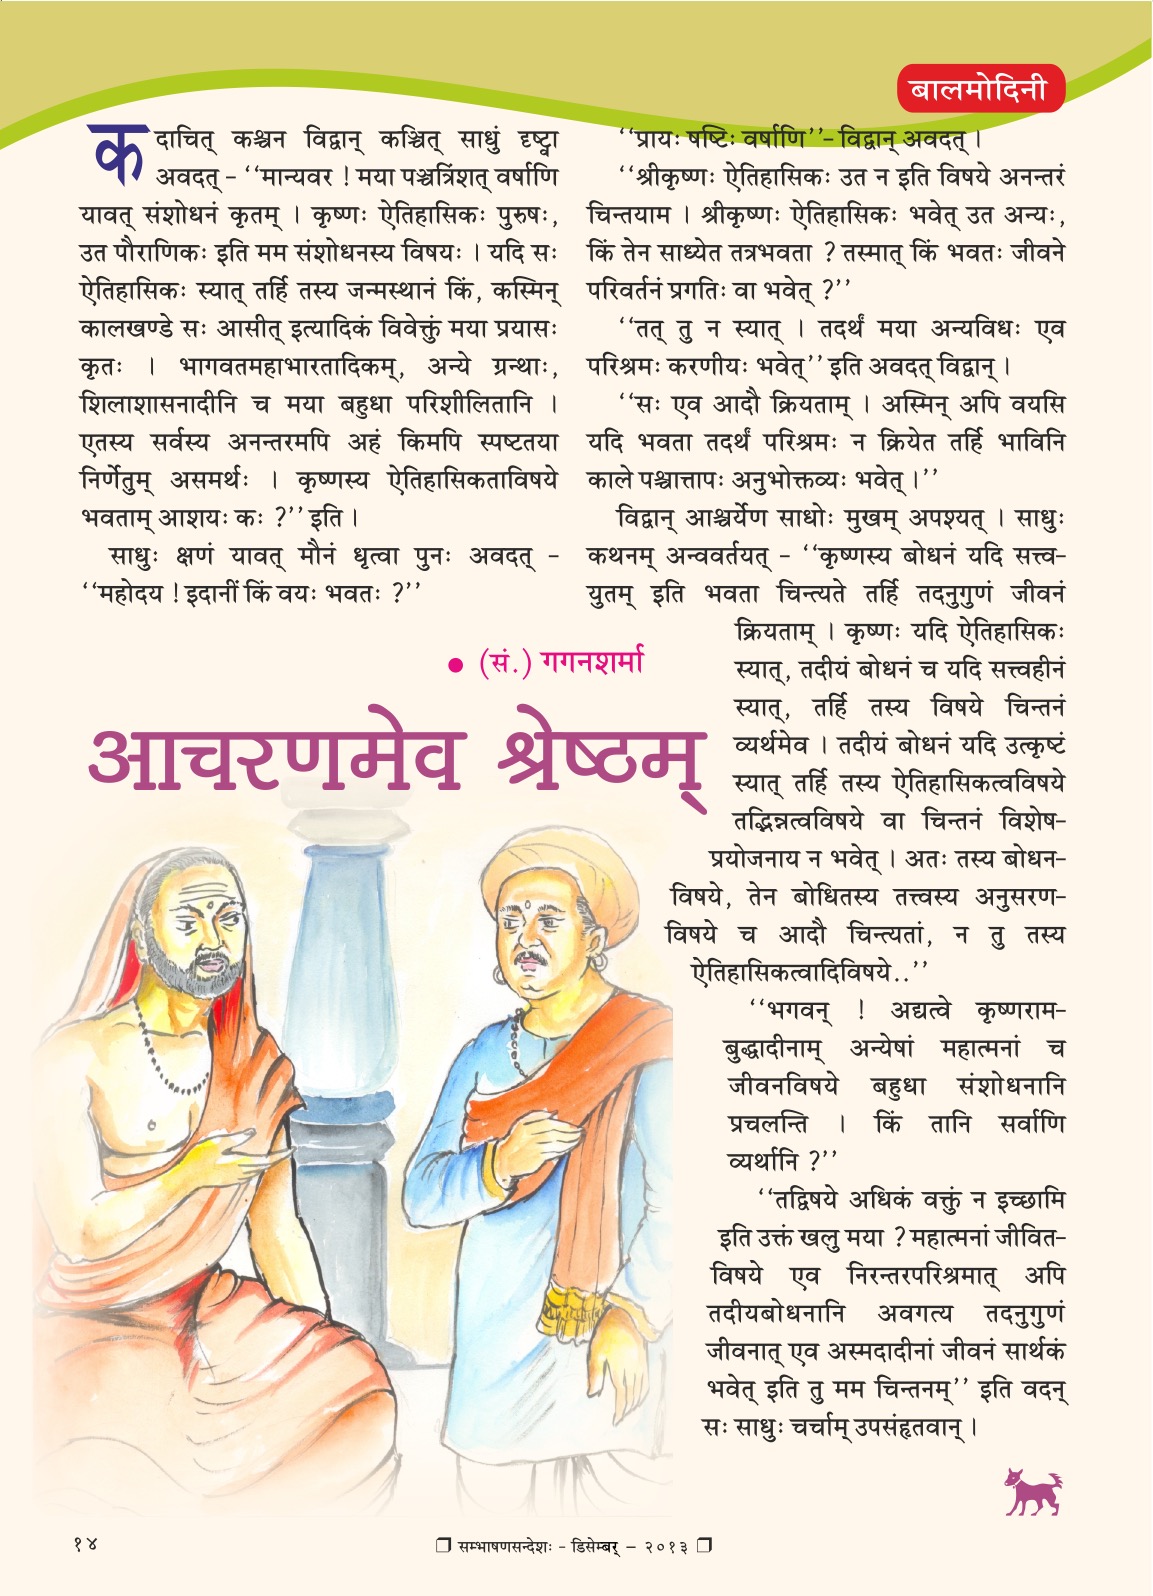 बालमोदिनी
कदाचित् कश्चन विद्वान् कञ्चित् साधुं दृष्ट्वा
अवदत् – ‘‘मान्यवर ! मया पञ्चत्रिंशत् वर्षाणि
यावत् संशोधनं कृतम् । कृष्णः ऐतिहासिकः पुरुषः,
उत पौराणिकः इति मम संशोधनस्य विषयः । यदि सः
ऐतिहासिकः स्यात् तर्हि तस्य जन्मस्थानं किं, कस्मिन्
कालखण्डे सः आसीत् इत्यादिकं विवेक्तुं मया प्रयासः
कृतः । भागवतमहाभारतादिकम्, अन्ये ग्रन्थाः,
शिलाशासनादीनि च मया बहुधा परिशीलितानि ।
एतस्य सर्वस्य अनन्तरमपि अहं किमपि स्पष्टतया
निर्णेतुम् असमर्थः । कृष्णस्य ऐतिहासिकताविषये
भवताम् आशयः कः ?’’ इति ।
साधुः क्षणं यावत् मौनं धृत्वा पुनः अवदत् –
‘‘महोदय ! इदानीं किं वयः भवतः ?’’
• (सं.) गगनशर्मा
आचरणमेव श्रेष्ठम्
‘‘प्रायः षष्टिः वर्षाणि’’– विद्वान् अवदत् ।
‘‘श्रीकृष्णः ऐतिहासिकः उत न इति विषये अनन्तरं
चिन्तयाम । श्रीकृष्णः ऐतिहासिकः भवेत् उत अन्यः,
किं तेन साध्येत तत्रभवता ? तस्मात् किं भवतः जीवने
परिवर्तनं प्रगतिः वा भवेत् ?’’
‘‘तत् तु न स्यात् । तदर्थं मया अन्यविधः एव
परिश्रमः करणीयः भवेत्’’ इति अवदत् विद्वान् ।
‘‘सः एव आदौ क्रियताम् । अस्मिन् अपि वयसि
यदि भवता तदर्थं परिश्रमः न क्रियेत तर्हि भाविनि
काले पश्चात्तापः अनुभोक्तव्यः भवेत् ।’’
विद्वान् आश्चर्येण साधोः मुखम् अपश्यत् । साधुः
कथनम् अन्ववर्तयत् – ‘‘कृष्णस्य बोधनं यदि सत्त्व–
युतम् इति भवता चिन्त्यते तर्हि तदनुगुणं जीवनं
क्रियताम् । कृष्णः यदि ऐतिहासिकः
स्यात्, तदीयं बोधनं च यदि सत्त्वहीनं
स्यात्, तर्हि तस्य विषये चिन्तनं
व्यर्थमेव । तदीयं बोधनं यदि उत्कृष्टं
स्यात् तर्हि तस्य ऐतिहासिकत्वविषये
तद्भिन्नत्वविषये वा चिन्तनं विशेष–
प्रयोजनाय न भवेत् । अतः तस्य बोधन–
विषये, तेन बोधितस्य तत्त्वस्य अनुसरण–
विषये च आदौ चिन्त्यतां, न तु तस्य
ऐतिहासिकत्वादिविषये..’’
‘‘भगवन् ! अद्यत्वे कृष्णराम–
बुद्धादीनाम् अन्येषां महात्मनां च
जीवनविषये बहुधा संशोधनानि
प्रचलन्ति । किं तानि सर्वाणि
व्यर्थानि ?’’
‘‘तद्विषये अधिकं वक्तुं न इच्छामि
इति उक्तं खलु मया ? महात्मनां जीवित–
विषये एव निरन्तरपरिश्रमात् अपि
तदीयबोधनानि अवगत्य तदनुगुणं
जीवनात् एव अस्मदादीनां जीवनं सार्थकं
भवेत् इति तु मम चिन्तनम्’’ इति वदन्
सः साधुः चर्चाम् उपसंहृतवान् ।
१४
❐ सम्भाषणसन्देशः – डिसेम्बर् – २०१३ ❐